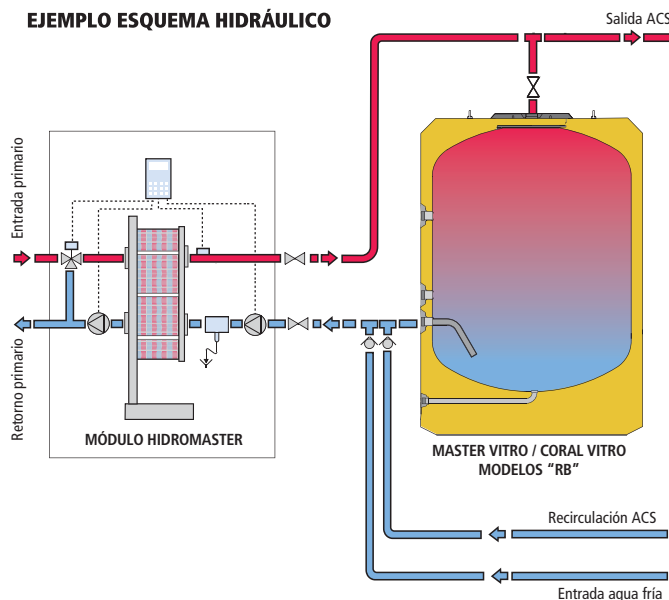 EJEMPLO ESQUEMA HIDRÁULICO
Salida ACS
Entrada primario
Retorno primario
MÓDULO HIDROMASTER
MASTER VITRO / CORAL VITRO
MODELOS "RB"
Recirculación ACS
Entrada agua fría